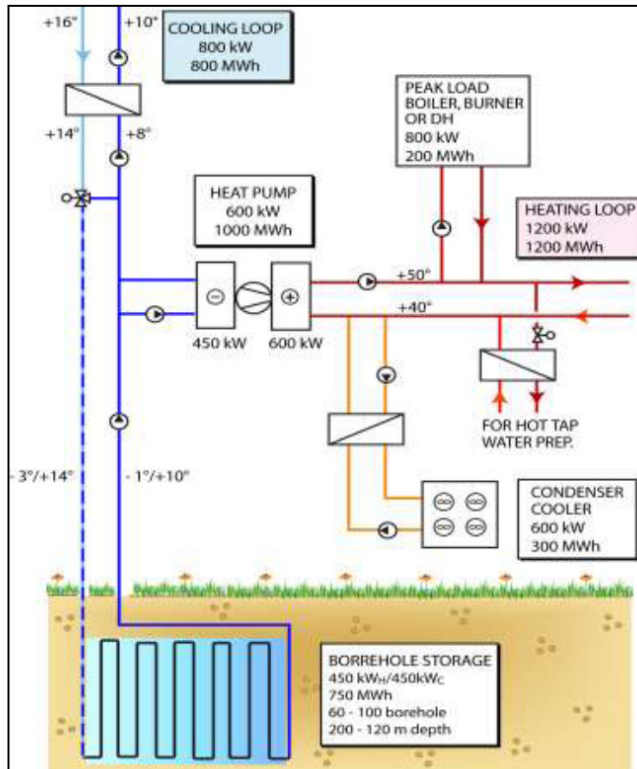 +16°
+10°
COOLING LOOP
800 kW
800 MWh
+14°
+8°
PEAK LOAD
BOILER, BURNER
OR DH
800 kW
200 MWh
HEAT PUMP
600 kW
1000 MWh
HEATING LOOP
1200 kW
1200 MWh
+50°
+40°
450 kW
600 kW
FOR HOT TAP
WATER PREP.
- 3°/+14°
- 1°/+10°
CONDENSER
COOLER
600 kW
300 MWh
BORREHOLE STORAGE
450 kWH/450kWC
750 MWh
60 - 100 borehole
200 - 120 m depth